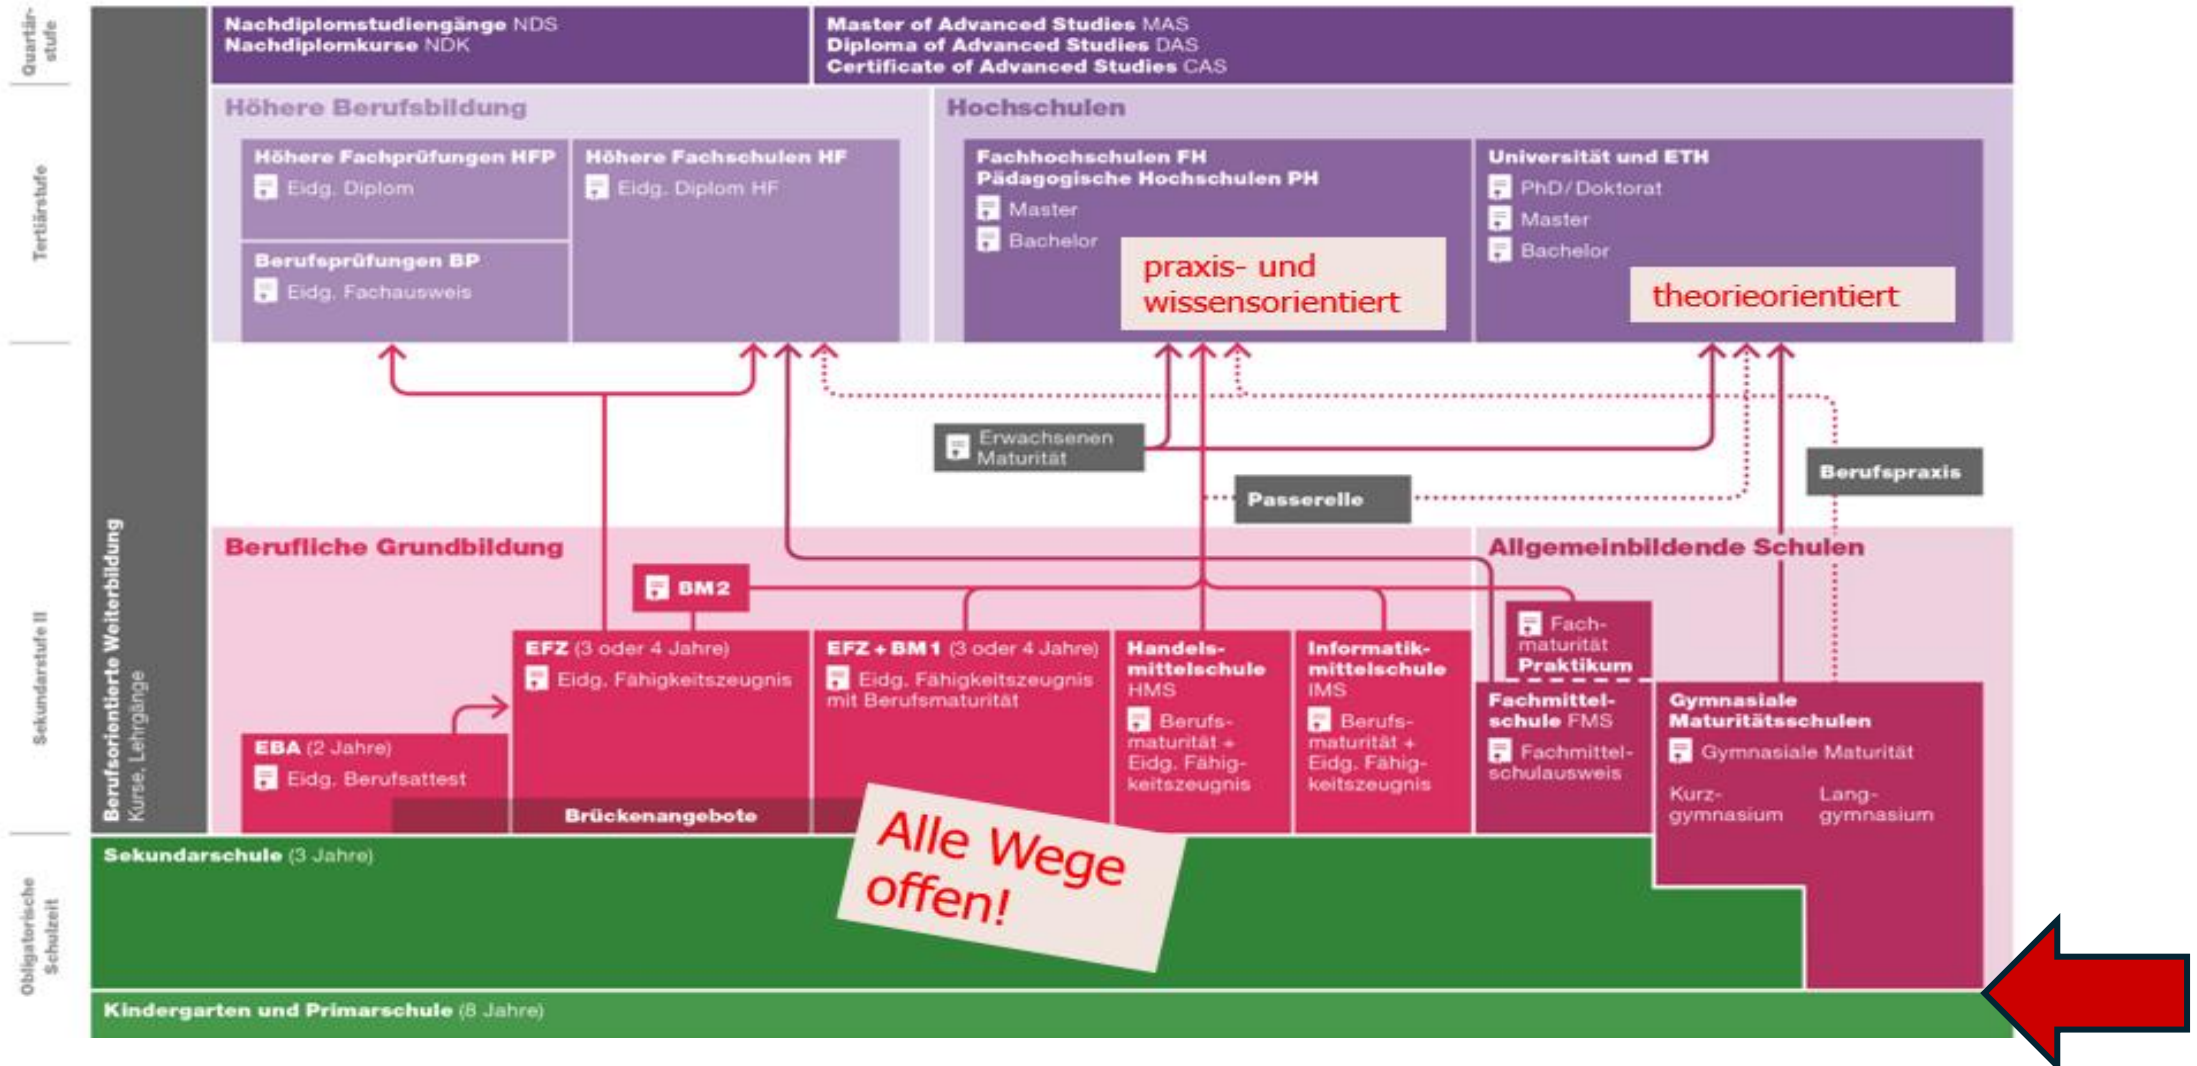 Quartär-
stufe
Nachdiplomstudiengänge NDS
Nachdiplomkurse NDK
Master of Advanced Studies MAS
Diploma of Advanced Studies DAS
Certificate of Advanced Studies CAS
Tertiärstufe
Höhere Berufsbildung
Höhere Fachprüfungen HFP
Eidg. Diplom
Berufsprüfungen BP
Eidg. Fachausweis
Höhere Fachschulen HF
Eidg. Diplom HF
Hochschulen
Fachhochschulen FH
Pädagogische Hochschulen PH
Master
Bachelor
praxis- und
wissensorientiert
Universität und ETH
PhD/Doktorat
Master
Bachelor
theorieorientiert
Erwachsenen
Maturität
Passerelle
Berufspraxis
Sekundarstufe II
Berufsorientierte Weiterbildung
Kurse, Lehrgänge
Berufliche Grundbildung
BM2
EBA (2 Jahre)
Eidg. Berufsattest
EFZ (3 oder 4 Jahre)
Eidg. Fähigkeitszeugnis
EFZ + BM1 (3 oder 4 Jahre)
Eidg. Fähigkeitszeugnis
mit Berufsmaturität
Brückenangebote
Handels-
mittelschule
HMS
Berufs-
maturität +
Eidg. Fähig-
keitszeugnis
Informatik-
mittelschule
IMS
Berufs-
maturität +
Eidg. Fähig-
keitszeugnis
Allgemeinbildende Schulen
Fach-
maturität
Praktikum
Fachmittel-
schule FMS
Fachmittel-
schulausweis
Gymnasiale
Maturitätsschulen
Gymnasiale Maturität
Kurz-
gymnasium
Lang-
gymnasium
Obligatorische
Schulzeit
Sekundarschule (3 Jahre)
Alle Wege
offen!
Kindergarten und Primarschule (8 Jahre)